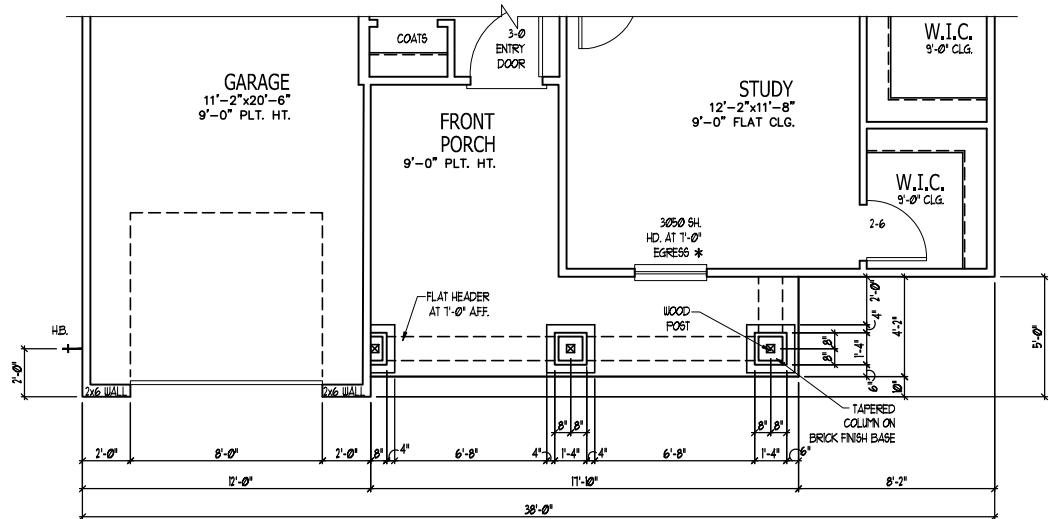 COATS
3-0
ENTRY
DOOR
W.I.C.
9'-0" CLG.
GARAGE
11'-2"x20'-6"
9'-0" PLT. HT.
STUDY
12'-2"x11'-8"
9'-0" FLAT CLG.
FRONT
PORCH
9'-0" PLT. HT.
W.I.C.
9'-0" CLG.
2-6
3050 SH.
HD. AT 7'-0"
EGRESS *
FLAT HEADER
AT 7'-0" A.F.F.
WOOD
POST
H.B.
2'-0"
2'-0"
4"
8"
8"
1'-4"
6"
4'-2"
10"
5'-0"
2x6 WALL
2x6 WALL
TAPERED
COLUMN ON
BRICK FINISH BASE
8" 8"
8" 8"
2'-0"
8'-0"
2'-0"
8"
4"
6'-8"
4"
1'-4"
4"
6'-8"
1'-4"
6"
12'-0"
17'-10"
8'-2"
38'-0"